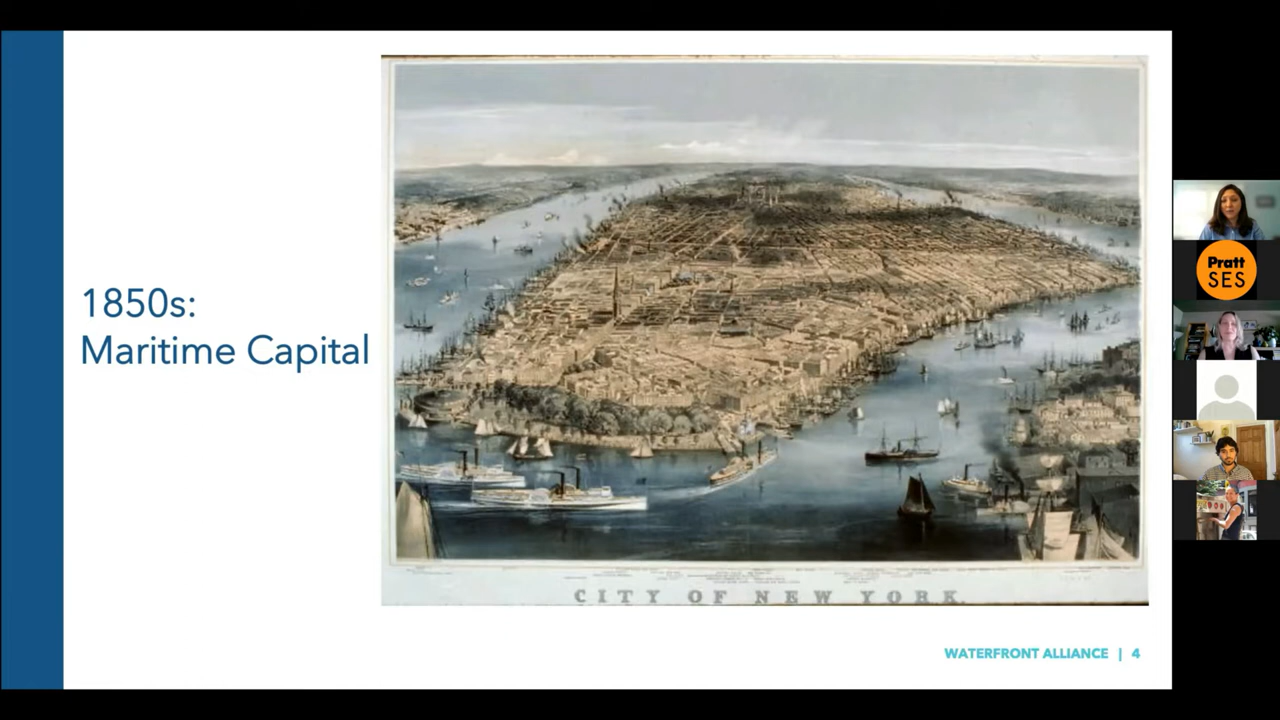 1850s:
Maritime Capital
CITY OF NEW YORK.
WATERFRONT ALLIANCE | 4
Pratt
SES